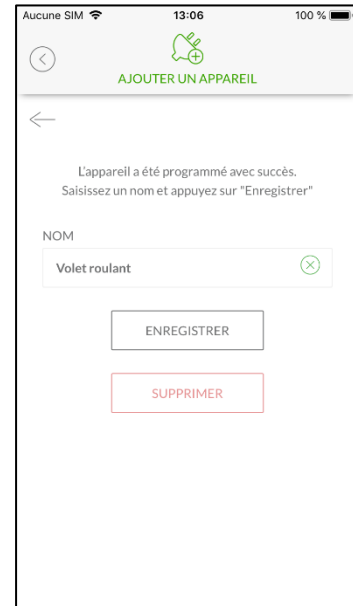 Aucune SIM 13:06 100 %
AJOUTER UN APPAREIL
L'appareil a été programmé avec succès.
Saisissez un nom et appuyez sur "Enregistrer"
NOM
Volet roulant
ENREGISTRER
SUPPRIMER